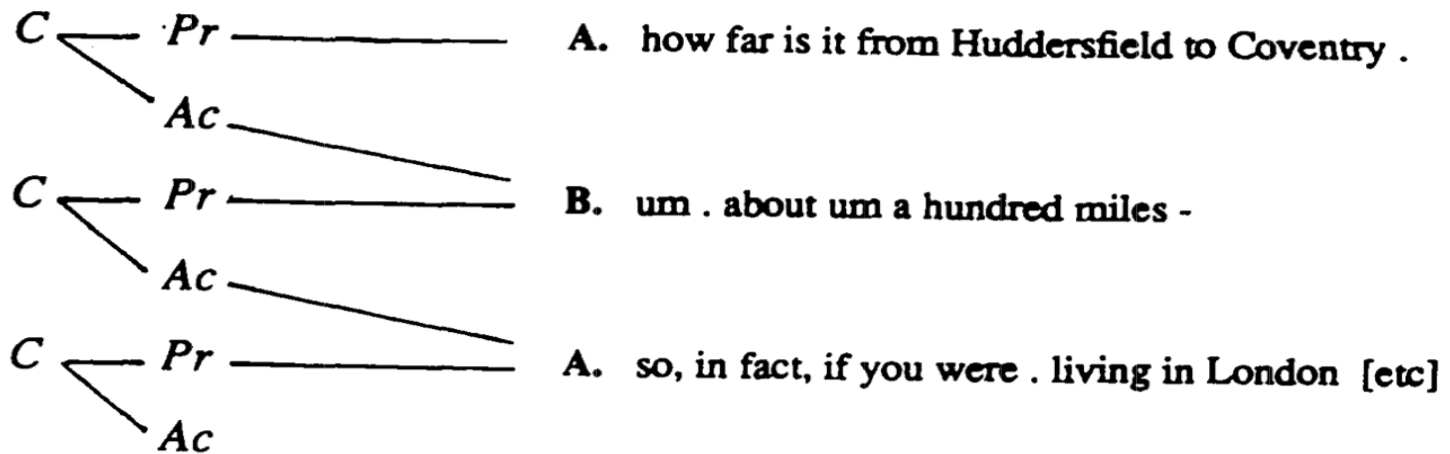 C Pr A. how far is it from Huddersfield to Coventry .
Ac
C Pr B. um . about um a hundred miles -
Ac
C Pr A. so, in fact, if you were . living in London [etc]
Ac